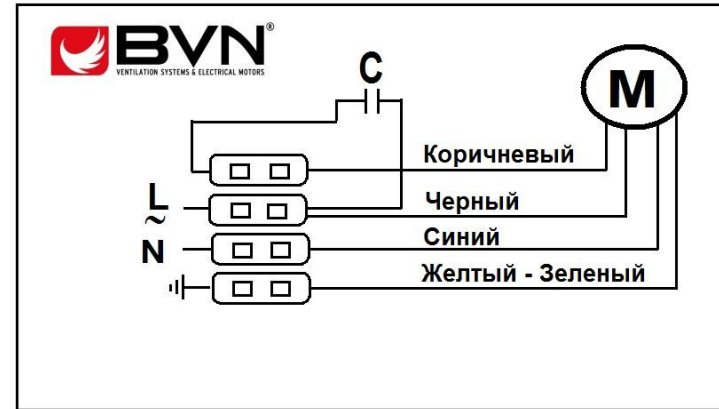 BVN®
VENTILATION SYSTEMS & ELECTRICAL MOTORS
C
M
Коричневый
L
~
Черный
N
Синий
Желтый - Зеленый